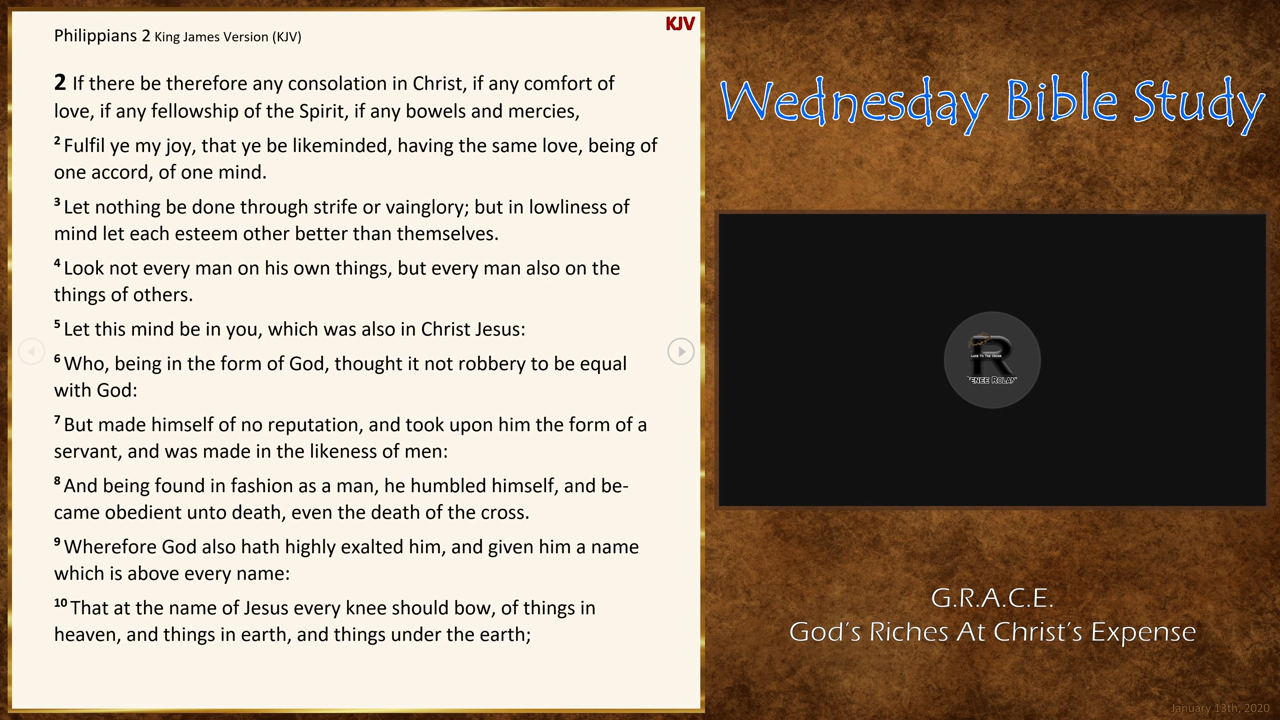 KJV
Philippians 2 King James Version (KJV)
2 If there be therefore any consolation in Christ, if any comfort of
love, if any fellowship of the Spirit, if any bowels and mercies,
2 Fulfil ye my joy, that ye be likeminded, having the same love, being of
one accord, of one mind.
3 Let nothing be done through strife or vainglory; but in lowliness of
mind let each esteem other better than themselves.
4 Look not every man on his own things, but every man also on the
things of others.
5 Let this mind be in you, which was also in Christ Jesus:
6 Who, being in the form of God, thought it not robbery to be equal
with God:
7 But made himself of no reputation, and took upon him the form of a
servant, and was made in the likeness of men:
8 And being found in fashion as a man, he humbled himself, and be-
came obedient unto death, even the death of the cross.
9 Wherefore God also hath highly exalted him, and given him a name
which is above every name:
10 That at the name of Jesus every knee should bow, of things in
heaven, and things in earth, and things under the earth;
Wednesday Bible Study
R
G.R.A.C.E.
God's Riches At Christ's Expense
January 13th, 2020